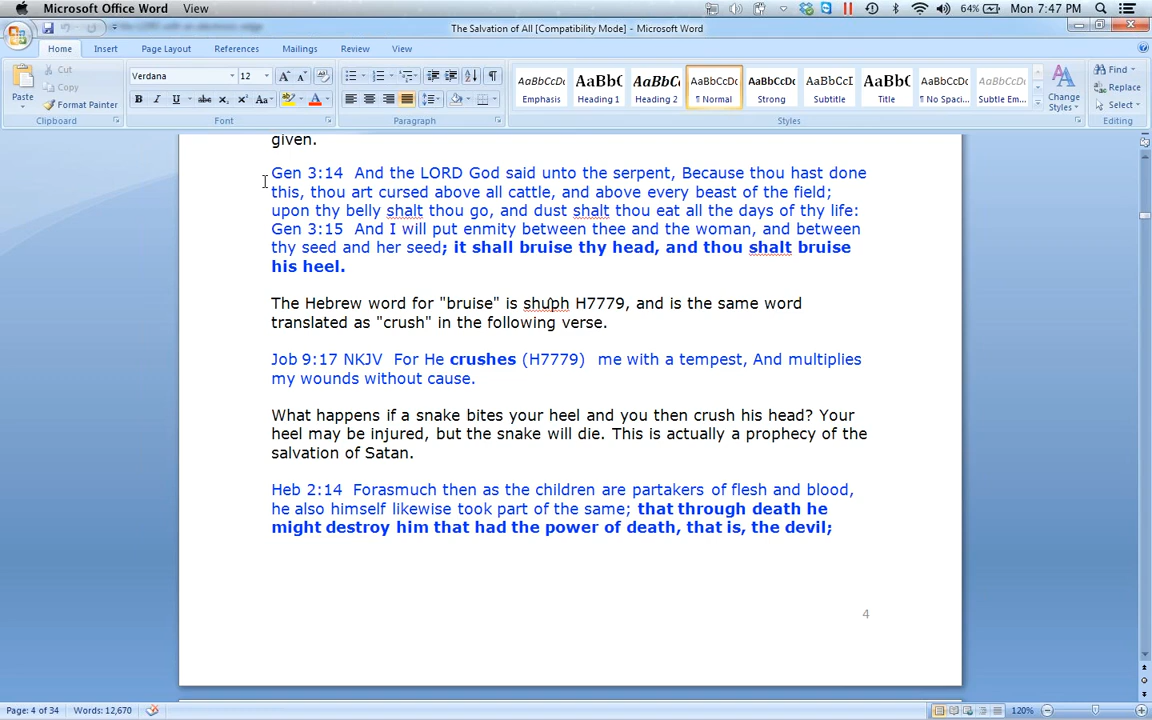 Microsoft Office Word View
64% Mon 7:47 PM
The Salvation of All [Compatibility Mode] - Microsoft Word
Home Insert Page Layout References Mailings Review View
Paste
Cut
Copy
Format Painter
Clipboard
Verdana 12
B I U abc X₂ X² Aa
Font
Paragraph
AaBbCcDc AaBb( AaBbC AaBbCcDc AaBbCcDc AaBbCcI AaBb( AaBbCcDc AaBbCcDc
Emphasis Heading 1 Heading 2 ¶ Normal Strong Subtitle Title ¶ No Spaci... Subtle Em...
Change Styles
Styles
Find
Replace
Select
Editing
given.
Gen 3:14 And the LORD God said unto the serpent, Because thou hast done
this, thou art cursed above all cattle, and above every beast of the field;
upon thy belly shalt thou go, and dust shalt thou eat all the days of thy life:
Gen 3:15 And I will put enmity between thee and the woman, and between
thy seed and her seed; it shall bruise thy head, and thou shalt bruise
his heel.
The Hebrew word for "bruise" is shuph H7779, and is the same word
translated as "crush" in the following verse.
Job 9:17 NKJV For He crushes (H7779) me with a tempest, And multiplies
my wounds without cause.
What happens if a snake bites your heel and you then crush his head? Your
heel may be injured, but the snake will die. This is actually a prophecy of the
salvation of Satan.
Heb 2:14 Forasmuch then as the children are partakers of flesh and blood,
he also himself likewise took part of the same; that through death he
might destroy him that had the power of death, that is, the devil;
4
Page: 4 of 34 Words: 12,670 120%